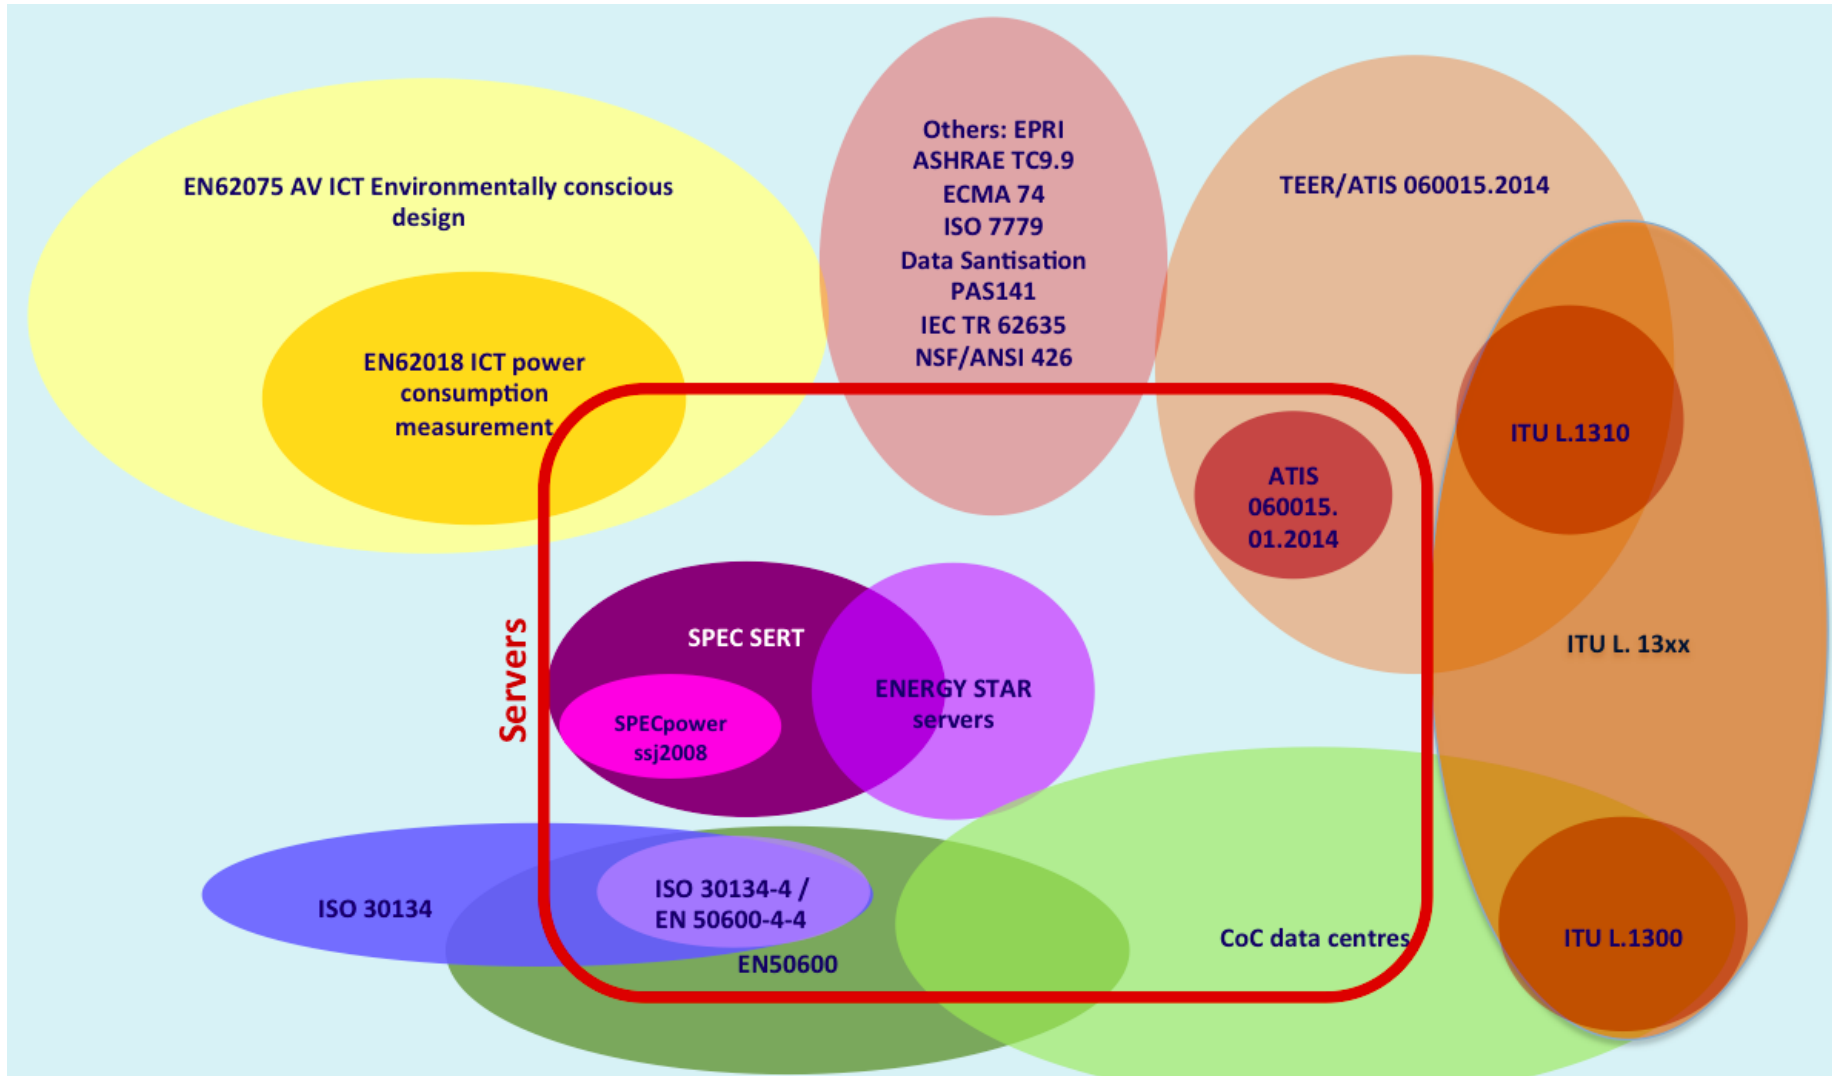 Others: EPRI
ASHRAE TC9.9
ECMA 74
ISO 7779
Data Santisation
PAS141
IEC TR 62635
NSF/ANSI 426
EN62075 AV ICT Environmentally conscious
design
TEER/ATIS 060015.2014
EN62018 ICT power
consumption
measurement
ITU L.1310
ATIS
060015.
01.2014
Servers
SPEC SERT
ITU L. 13xx
ENERGY STAR
servers
SPECpower
ssj2008
ISO 30134
ISO 30134-4 /
EN 50600-4-4
EN50600
CoC data centres
ITU L.1300